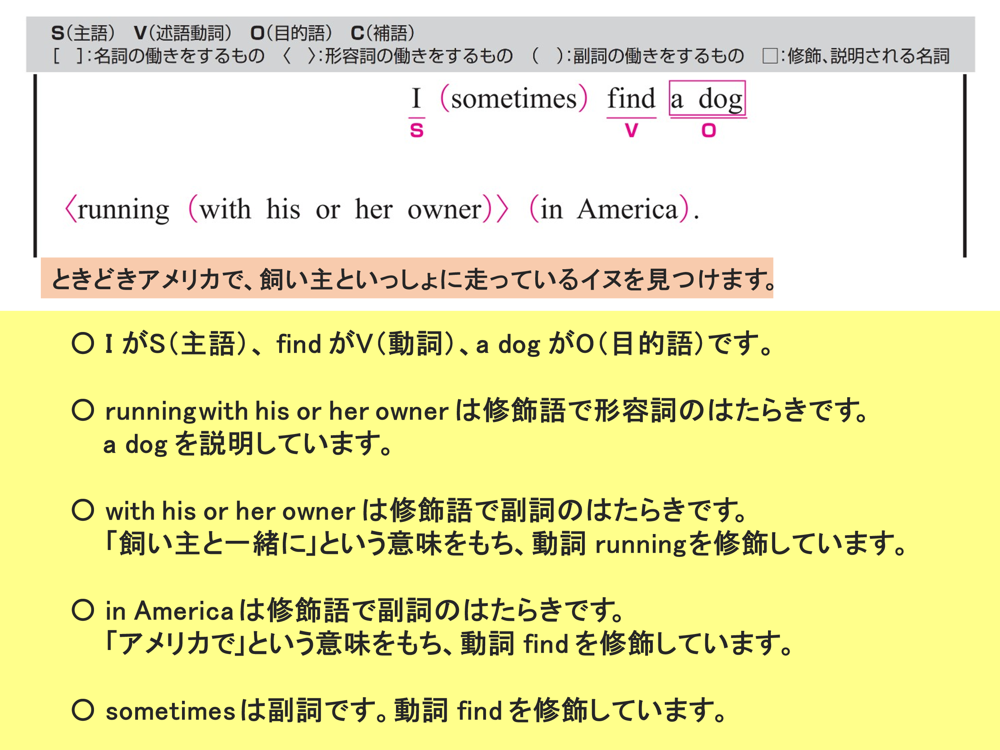 S（主語） V（述語動詞） O（目的語） C（補語）
［ ］：名詞の働きをするもの 〈 〉：形容詞の働きをするもの （ ）：副詞の働きをするもの □：修飾、説明される名詞
I (sometimes) find a dog
S V O
〈running (with his or her owner)〉 (in America).
ときどきアメリカで、飼い主といっしょに走っているイヌを見つけます。
○ I がS（主語）、 find がV（動詞）、a dog がO（目的語）です。
○ runningwith his or her owner は修飾語で形容詞のはたらきです。
a dog を説明しています。
○ with his or her owner は修飾語で副詞のはたらきです。
「飼い主と一緒に」という意味をもち、動詞 runningを修飾しています。
○ in America は修飾語で副詞のはたらきです。
「アメリカで」という意味をもち、動詞 find を修飾しています。
○ sometimes は副詞です。動詞 find を修飾しています。